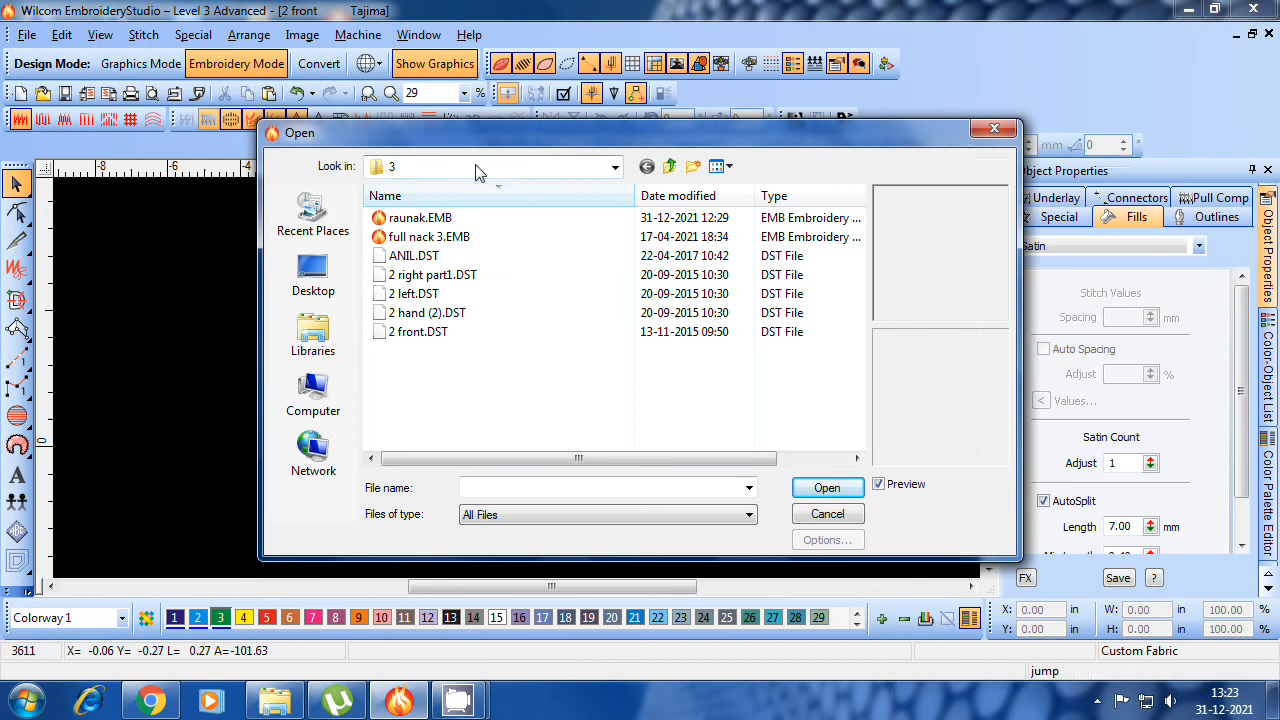 Wilcom EmbroideryStudio – Level 3 Advanced - [2 front Tajima]
File Edit View Stitch Special Arrange Image Machine Window Help
Design Mode: Graphics Mode Embroidery Mode Convert Show Graphics
29 %
0
-8 -6
Open
Look in: 3
Name Date modified Type
raunak.EMB 31-12-2021 12:29 EMB Embroidery ...
full nack 3.EMB 17-04-2021 18:34 EMB Embroidery ...
ANIL.DST 22-04-2017 10:42 DST File
2 right part1.DST 20-09-2015 10:30 DST File
2 left.DST 20-09-2015 10:30 DST File
2 hand (2).DST 20-09-2015 10:30 DST File
2 front.DST 13-11-2015 09:50 DST File
Recent Places
Desktop
Libraries
Computer
Network
File name: Open Preview
Files of type: All Files Cancel
Options...
Object Properties
Underlay Connectors Pull Comp
Special Fills Outlines
Satin
Stitch Values
Spacing mm
Auto Spacing
Adjust %
< Values...
Satin Count
Adjust 1
AutoSplit
Length 7.00 mm
FX Save ?
Object Properties
Color-Object List
Color Palette Editor
0
Colorway 1 1 2 3 4 5 6 7 8 9 10 11 12 13 14 15 16 17 18 19 20 21 22 23 24 25 26 27 28 29
X: 0.00 in W: 0.00 in 100.00 %
Y: 0.00 in H: 0.00 in 100.00 %
3611 X= -0.06 Y= -0.27 L= 0.27 A=-101.63 Custom Fabric
jump
13:23
31-12-2021